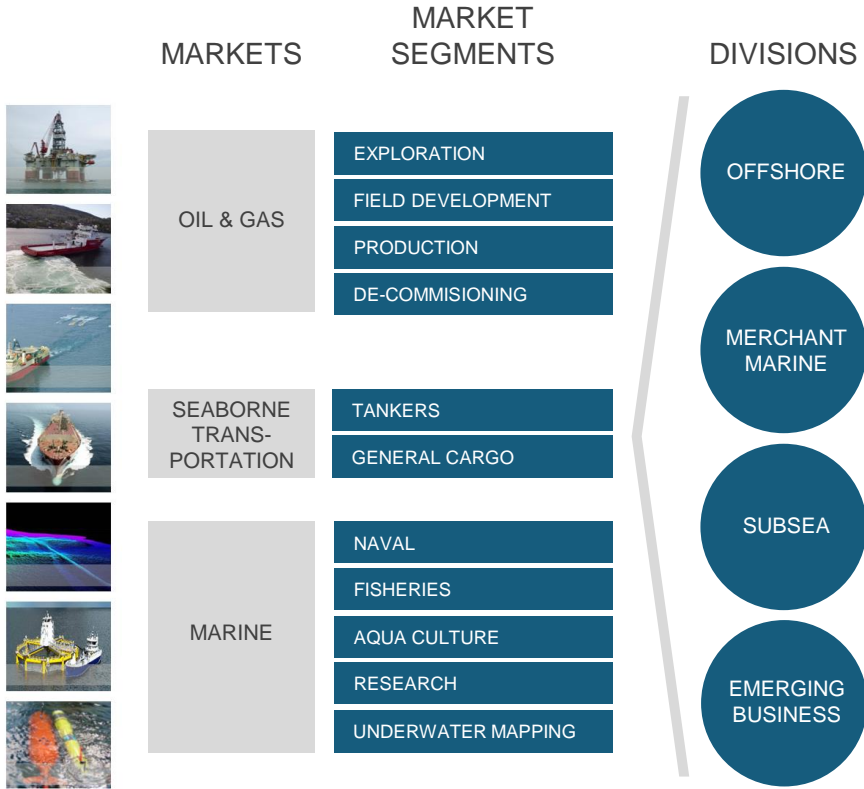 MARKETS
MARKET
SEGMENTS
DIVISIONS
OIL & GAS
EXPLORATION
FIELD DEVELOPMENT
PRODUCTION
DE-COMMISIONING
SEABORNE
TRANS-
PORTATION
TANKERS
GENERAL CARGO
MARINE
NAVAL
FISHERIES
AQUA CULTURE
RESEARCH
UNDERWATER MAPPING
OFFSHORE
MERCHANT
MARINE
SUBSEA
EMERGING
BUSINESS